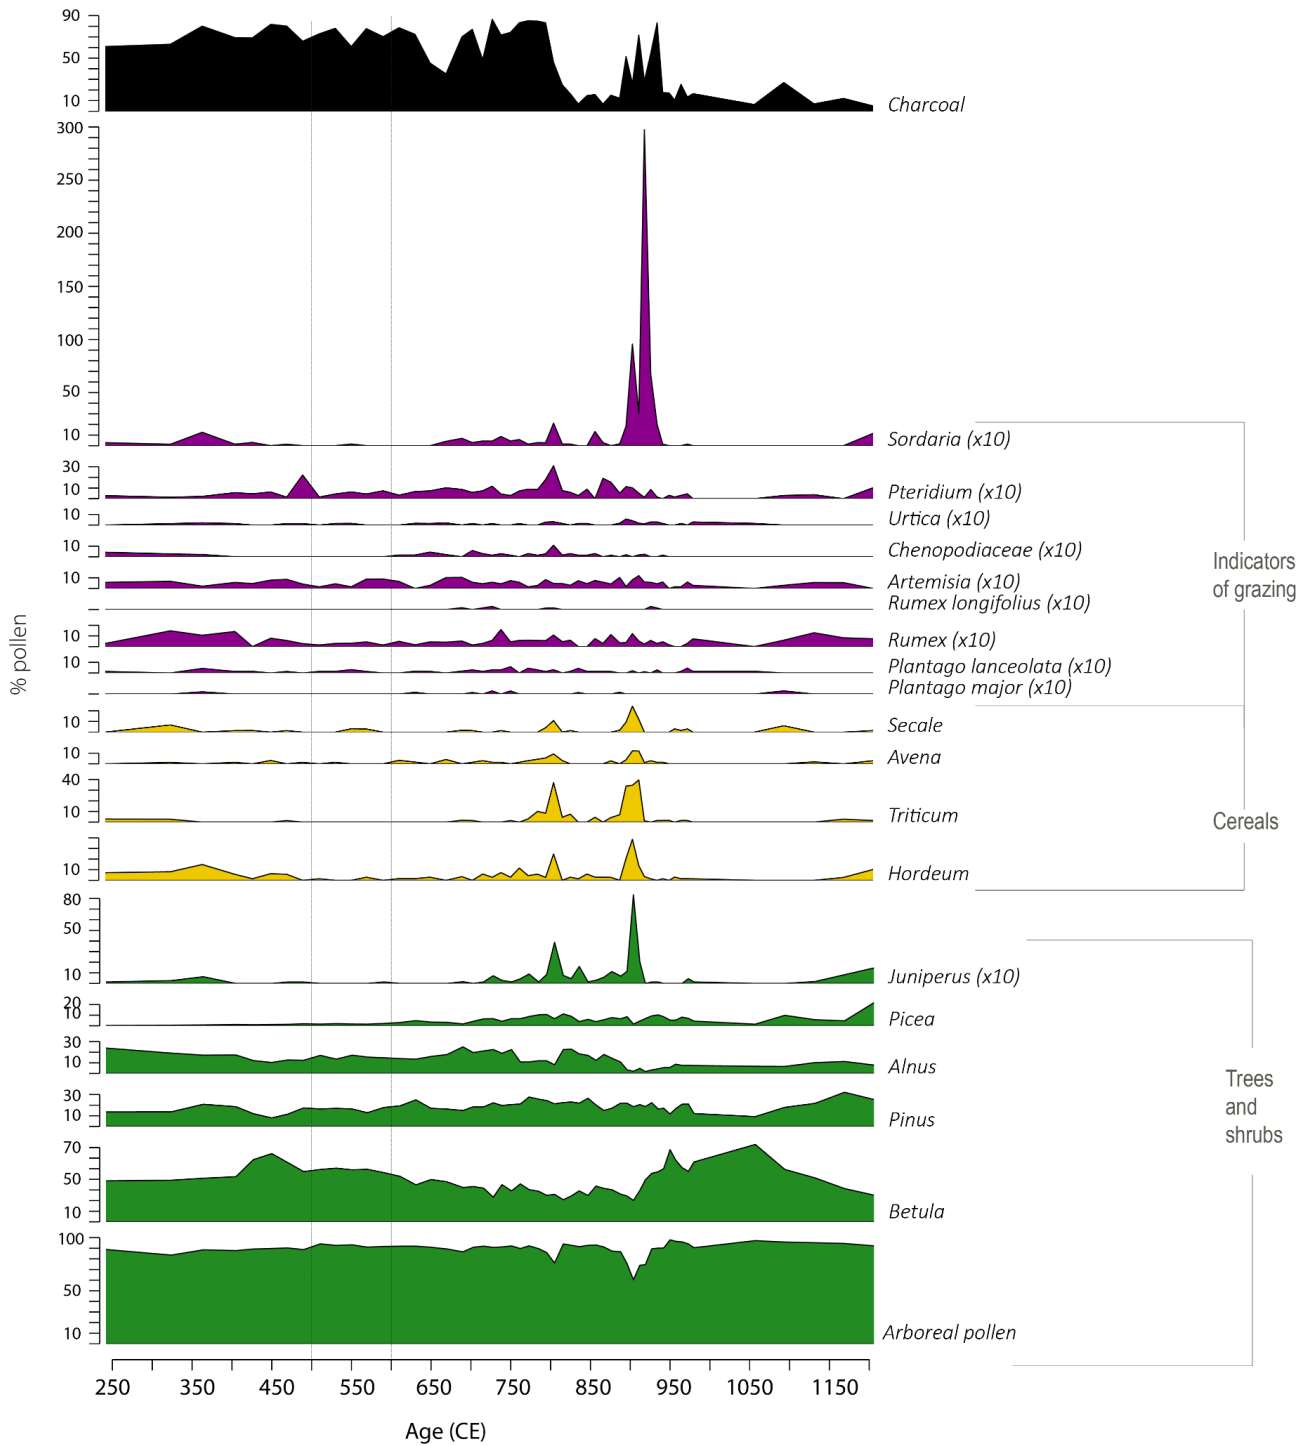 90
50
10
Charcoal
300
250
200
150
100
50
10
Sordaria (x10)
30
10
Pteridium (x10)
10
Urtica (x10)
10
Chenopodiaceae (x10)
10
Artemisia (x10)
Rumex longifolius (x10)
10
Rumex (x10)
10
Plantago lanceolata (x10)
Plantago major (x10)
10
Secale
10
Avena
40
10
Triticum
10
Hordeum
80
50
10
Juniperus (x10)
20
10
Picea
30
10
Alnus
30
10
Pinus
70
50
10
Betula
100
50
10
Arboreal pollen
% pollen
Indicators
of grazing
Cereals
Trees
and
shrubs
250 350 450 550 650 750 850 950 1050 1150
Age (CE)